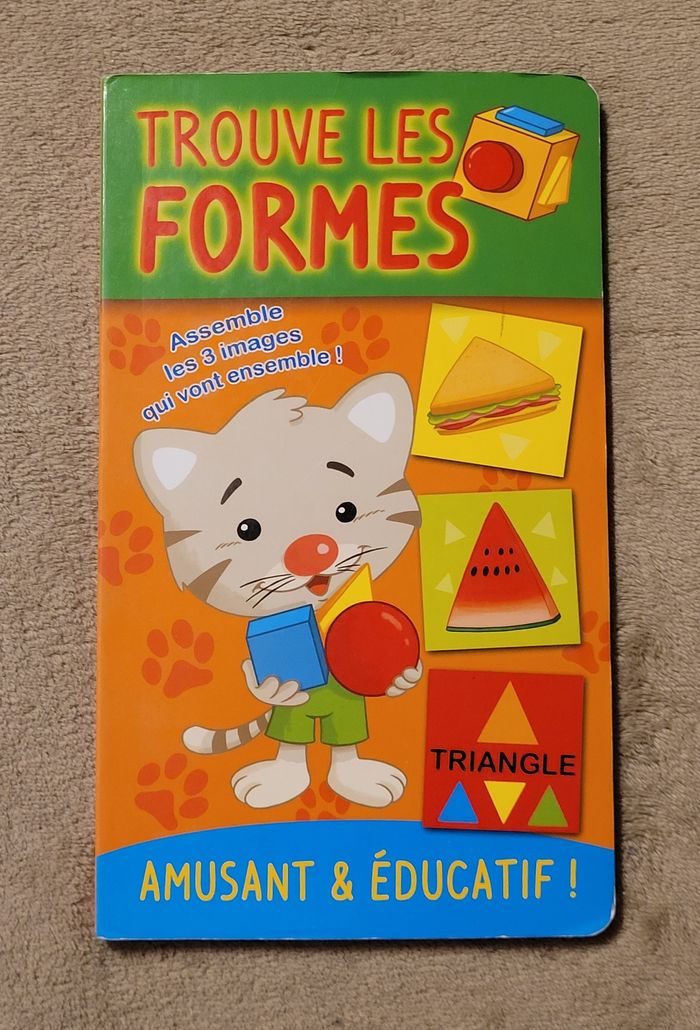 TROUVE LES
FORMES
Assemble
les 3 images
qui vont ensemble !
TRIANGLE
AMUSANT & ÉDUCATIF !